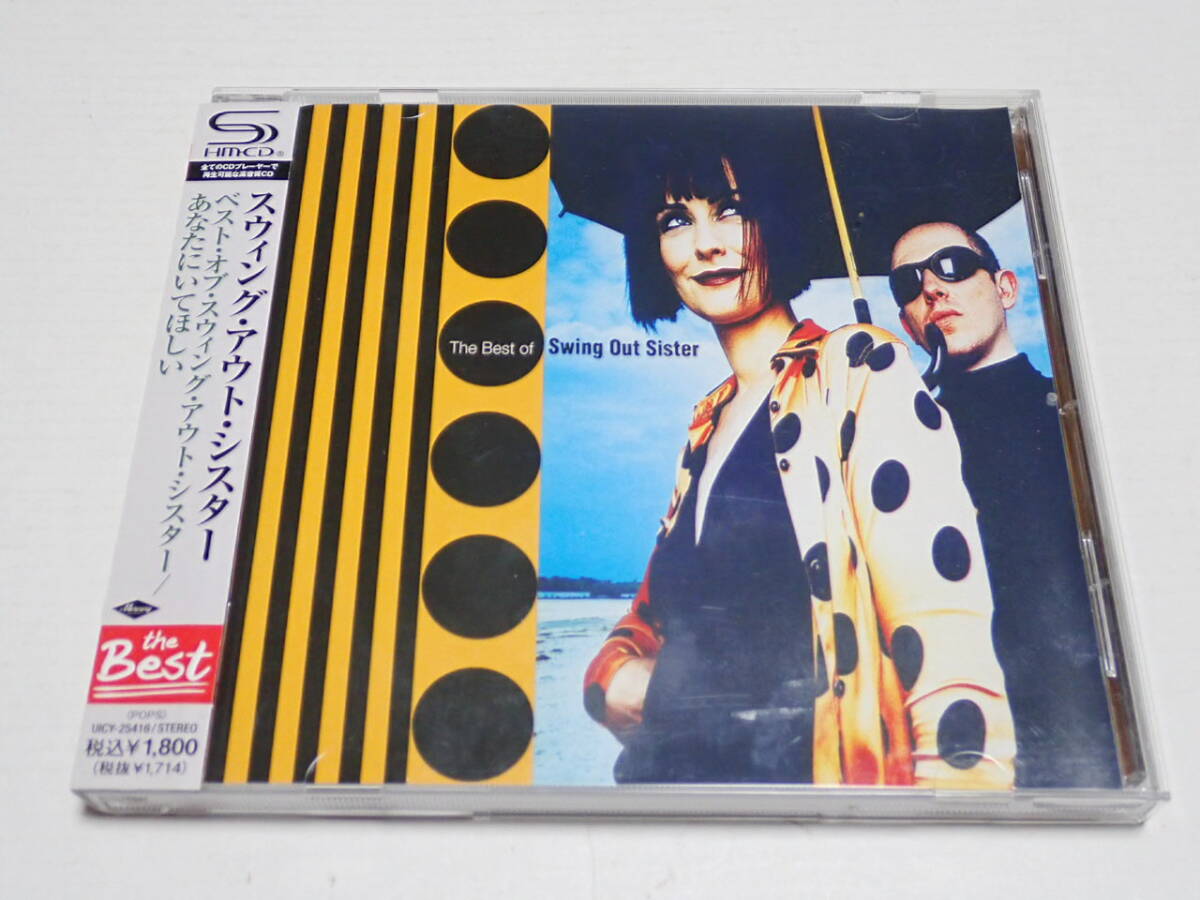 SHM-CD®
全てのCDプレーヤーで
再生可能な高音質CD
スウィング・アウト・シスター
ベスト・オブ・スウィング・アウト・シスター/
あなたにいてほしい
Mercury
the
Best
(POPS)
UICY-25416/STEREO
税込¥1,800
(税抜¥1,714)
The Best of Swing Out Sister